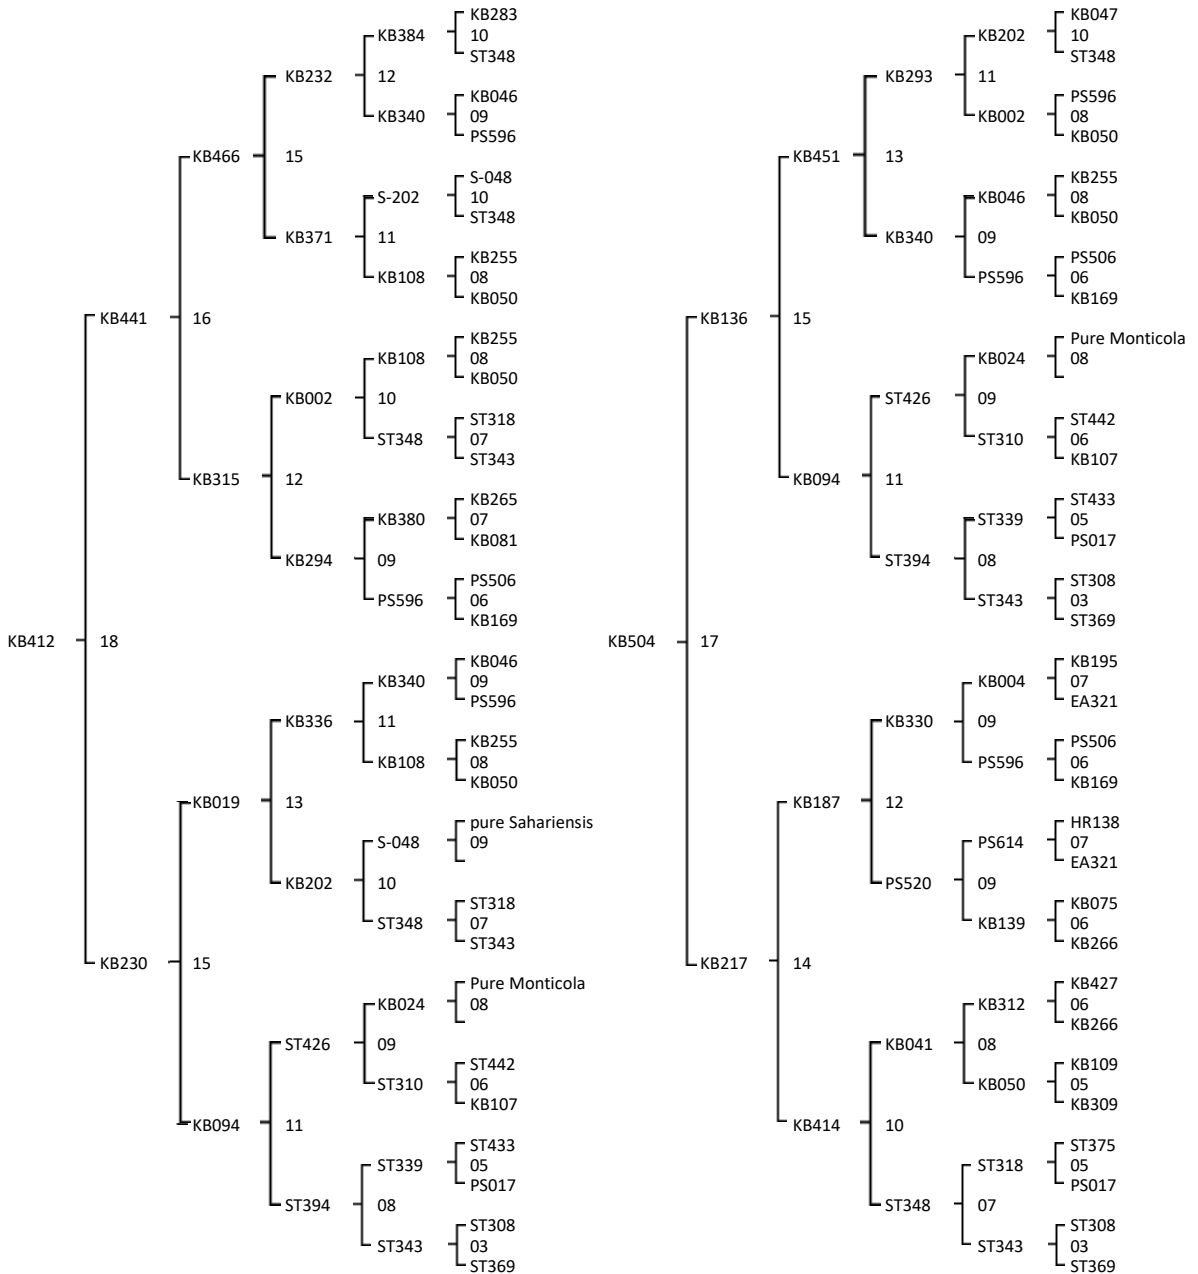 KB412
18
KB441
16
KB466
15
KB232
12
KB384
KB283
10
ST348
KB340
KB046
09
PS596
KB371
11
S-202
S-048
10
ST348
KB108
KB255
08
KB050
KB315
12
KB002
10
KB108
KB255
08
KB050
ST348
ST318
07
ST343
KB294
09
KB380
KB265
07
KB081
PS596
PS506
06
KB169
KB230
15
KB019
13
KB336
11
KB340
KB046
09
PS596
KB108
KB255
08
KB050
KB202
10
S-048
pure Sahariensis
09
ST348
ST318
07
ST343
KB094
11
ST426
09
KB024
Pure Monticola
08
ST310
ST442
06
KB107
ST394
08
ST339
ST433
05
PS017
ST343
ST308
03
ST369
KB504
17
KB136
15
KB451
13
KB293
11
KB202
KB047
10
ST348
KB002
PS596
08
KB050
KB340
09
KB046
KB255
08
KB050
PS596
PS506
06
KB169
KB094
11
ST426
09
KB024
Pure Monticola
08
ST310
ST442
06
KB107
ST394
08
ST339
ST433
05
PS017
ST343
ST308
03
ST369
KB217
14
KB187
12
KB330
09
KB004
KB195
07
EA321
PS596
PS506
06
KB169
PS520
09
PS614
HR138
07
EA321
KB139
KB075
06
KB266
KB414
10
KB041
08
KB312
KB427
06
KB266
KB050
KB109
05
KB309
ST348
07
ST318
ST375
05
PS017
ST343
ST308
03
ST369